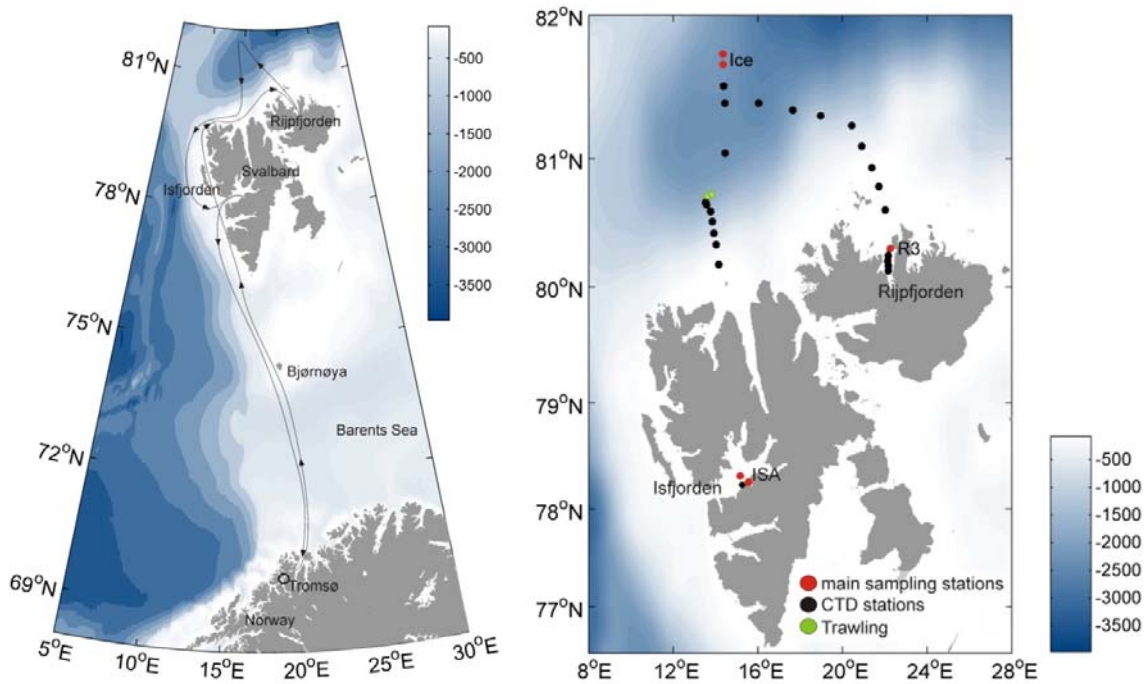 81°N
78°N
75°N
72°N
69°N
5°E
10°E
15°E
20°E
25°E
30°E
Rijpfjorden
Svalbard
Isfjorden
Bjørnøya
Barents Sea
Tromsø
Norway
-500
-1000
-1500
-2000
-2500
-3000
-3500
82°N
81°N
80°N
79°N
78°N
77°N
8°E
12°E
16°E
20°E
24°E
28°E
Ice
R3
Rijpfjorden
ISA
Isfjorden
main sampling stations
CTD stations
Trawling
-500
-1000
-1500
-2000
-2500
-3000
-3500